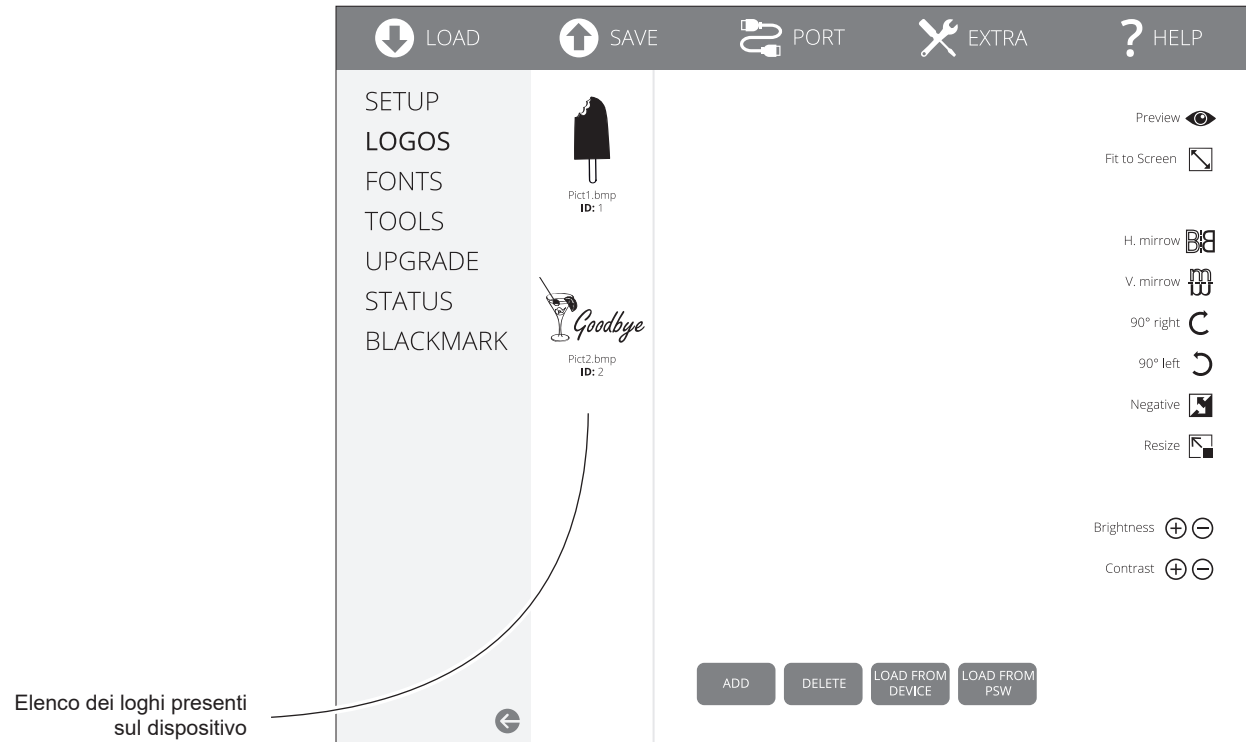 LOAD
SAVE
PORT
EXTRA
? HELP
SETUP
LOGOS
FONTS
TOOLS
UPGRADE
STATUS
BLACKMARK
Pict1.bmp
ID: 1
Goodbye
Pict2.bmp
ID: 2
Preview
Fit to Screen
H. mirrow
V. mirrow
90° right
90° left
Negative
Resize
Brightness
Contrast
ADD
DELETE
LOAD FROM
DEVICE
LOAD FROM
PSW
Elenco dei loghi presenti
sul dispositivo